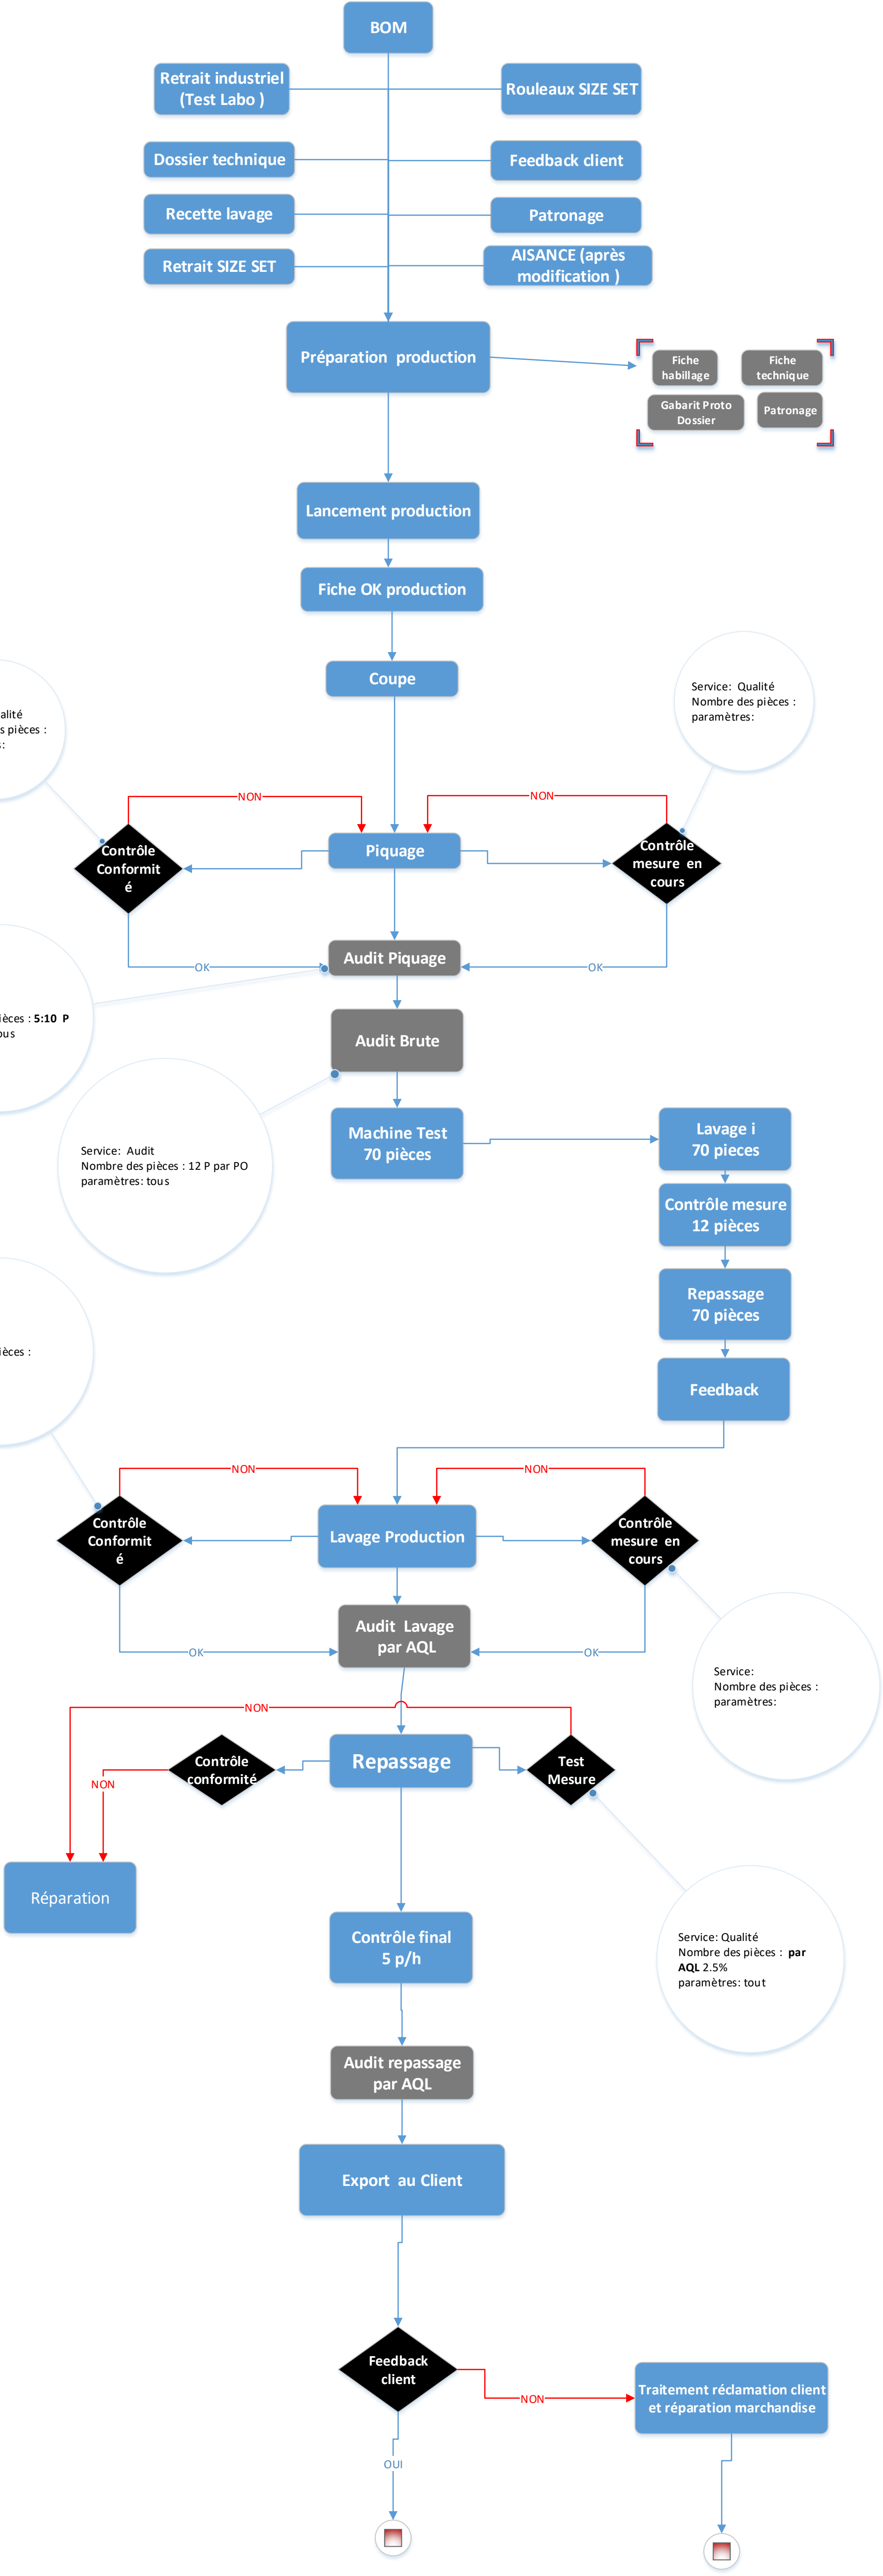 BOM
Retrait industriel
(Test Labo )
Rouleaux SIZE SET
Dossier technique
Feedback client
Recette lavage
Patronage
Retrait SIZE SET
AISANCE (après
modification )
Préparation production
Fiche
habillage
Fiche
technique
Gabarit Proto
Dossier
Patronage
Lancement production
Fiche OK production
Coupe
Service: Qualité
Nombre des pièces :
paramètres:
alité
s pièces :
s:
NON
NON
Contrôle
Conformit
é
Piquage
Contrôle
mesure en
cours
OK
Audit Piquage
OK
ièces : 5:10 P
ous
Audit Brute
Service: Audit
Nombre des pièces : 12 P par PO
paramètres: tous
Machine Test
70 pièces
Lavage i
70 pieces
Contrôle mesure
12 pièces
Repassage
70 pièces
ièces :
Feedback
NON
NON
Contrôle
Conformit
é
Lavage Production
Contrôle
mesure en
cours
Audit Lavage
par AQL
OK
OK
Service:
Nombre des pièces :
paramètres:
NON
Contrôle
conformité
Repassage
Test
Mesure
NON
Réparation
Contrôle final
5 p/h
Service: Qualité
Nombre des pièces : par
AQL 2.5%
paramètres: tout
Audit repassage
par AQL
Export au Client
Feedback
client
NON
Traitement réclamation client
et réparation marchandise
OUI